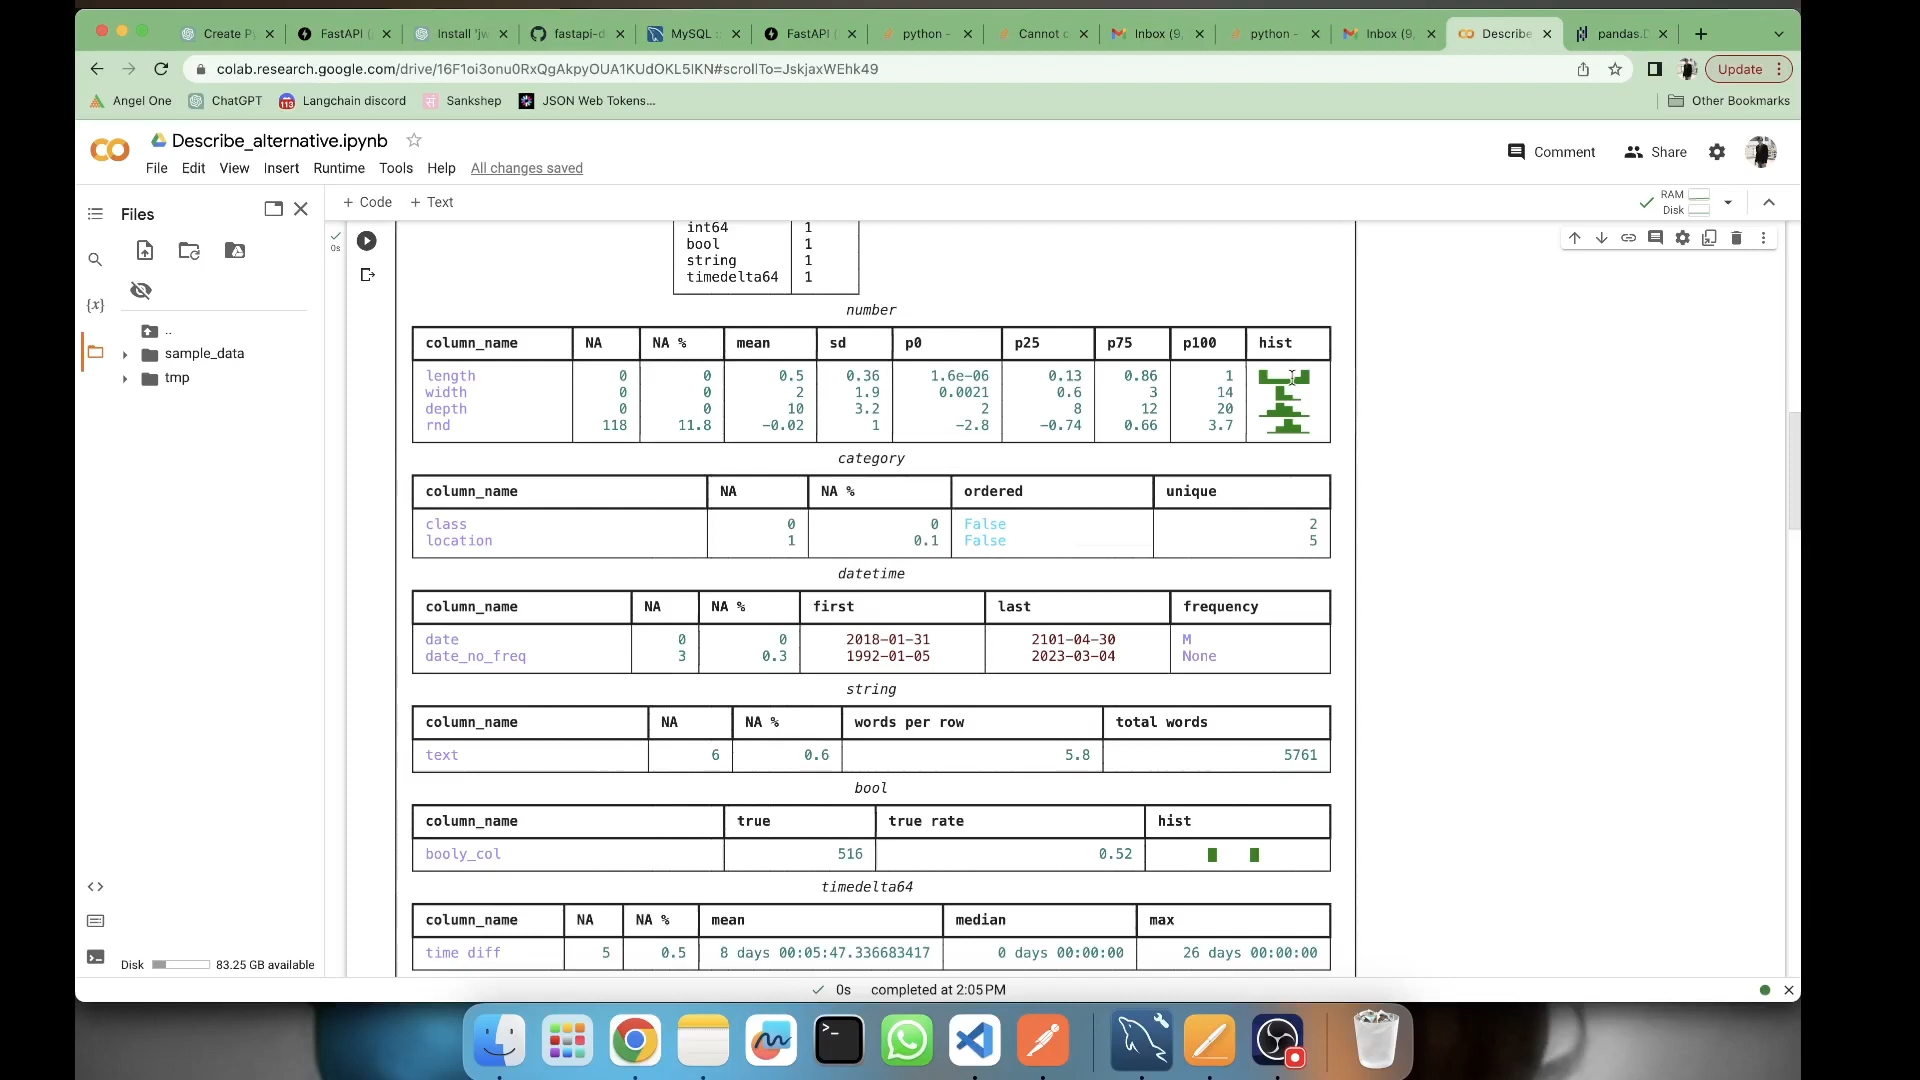 Create P
FastAPI (
Install 'jw
fastapi-d
MySQL ::
FastAPI (
python -
Cannot c
Inbox (9,
python -
Inbox (9,
Describe
pandas.D
colab.research.google.com/drive/16F1oi3onu0RxQgAkpyOUA1KUdOKL5IKN#scrollTo=JskjaxWEhk49
Update
Angel One
ChatGPT
113
Langchain discord
Sankshep
JSON Web Tokens...
Other Bookmarks
Describe_alternative.ipynb
File Edit View Insert Runtime Tools Help All changes saved
Comment
Share
Files
+ Code + Text
RAM
Disk
..
sample_data
tmp
{x}
0s
int64 1
bool 1
string 1
timedelta64 1
number
column_name NA NA % mean sd p0 p25 p75 p100 hist
length 0 0 0.5 0.36 1.6e-06 0.13 0.86 1
width 0 0 2 1.9 0.0021 0.6 3 14
depth 0 0 10 3.2 2 8 12 20
rnd 118 11.8 -0.02 1 -2.8 -0.74 0.66 3.7
category
column_name NA NA % ordered unique
class 0 0 False 2
location 1 0.1 False 5
datetime
column_name NA NA % first last frequency
date 0 0 2018-01-31 2101-04-30 M
date_no_freq 3 0.3 1992-01-05 2023-03-04 None
string
column_name NA NA % words per row total words
text 6 0.6 5.8 5761
bool
column_name true true rate hist
booly_col 516 0.52
timedelta64
column_name NA NA % mean median max
time diff 5 0.5 8 days 00:05:47.336683417 0 days 00:00:00 26 days 00:00:00
Disk 83.25 GB available
0s completed at 2:05 PM